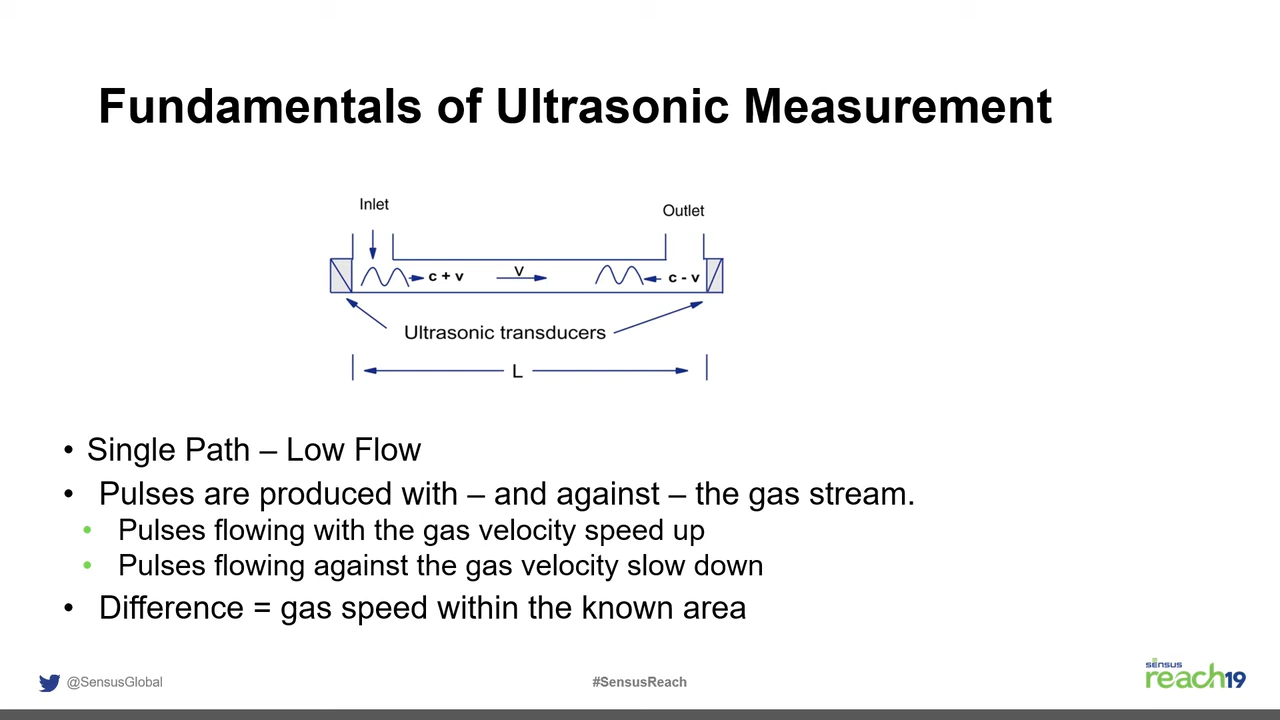 Fundamentals of Ultrasonic Measurement
Inlet
Outlet
c + v
V
c - v
Ultrasonic transducers
L
• Single Path – Low Flow
• Pulses are produced with – and against – the gas stream.
• Pulses flowing with the gas velocity speed up
• Pulses flowing against the gas velocity slow down
• Difference = gas speed within the known area
@SensusGlobal
#SensusReach
sensus
reach19